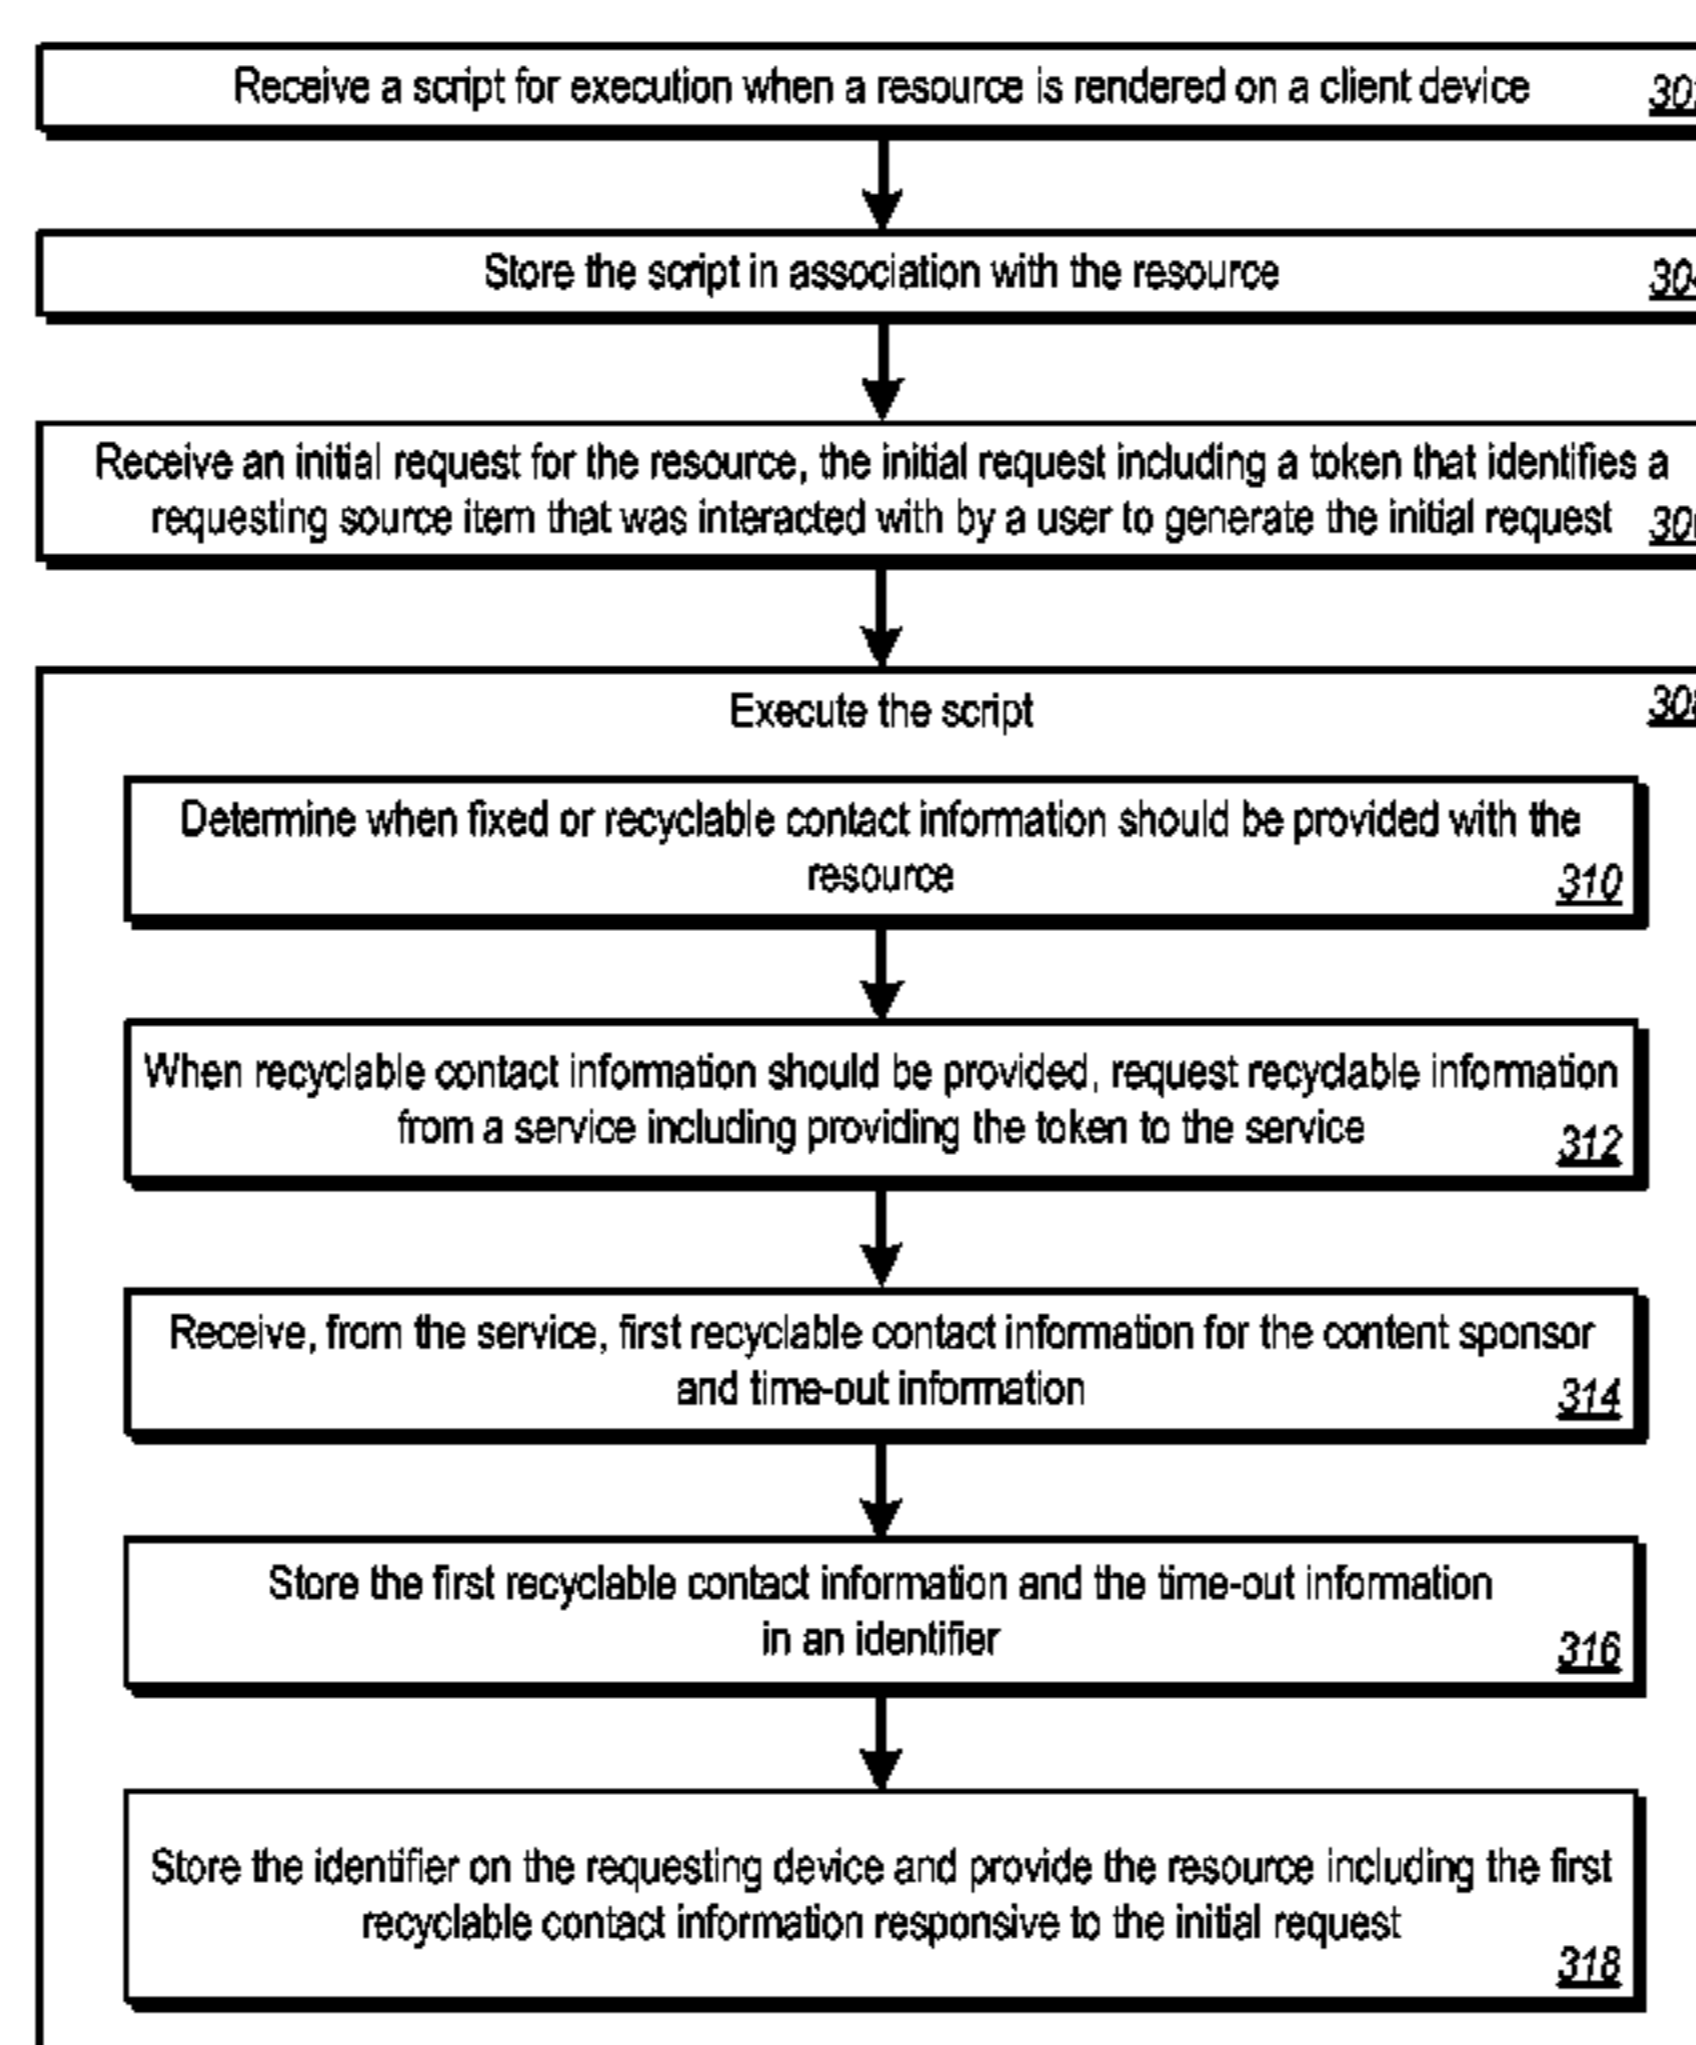 Receive a script for execution when a resource is rendered on a client device
Store the script in association with the resource
Receive an initial request for the resource, the initial request including a token that identifies a
requesting source item that was interacted with by a user to generate the initial request
Execute the script
Determine when fixed or recyclable contact information should be provided with the
resource
310
When recyclable contact information should be provided, request recyclable information
from a service including providing the token to the service
312
Receive, from the service, first recyclable contact information for the content sponsor
and time-out information
314
Store the first recyclable contact information and the time-out information
in an identifier
316
Store the identifier on the requesting device and provide the resource including the first
recyclable contact information responsive to the initial request
318